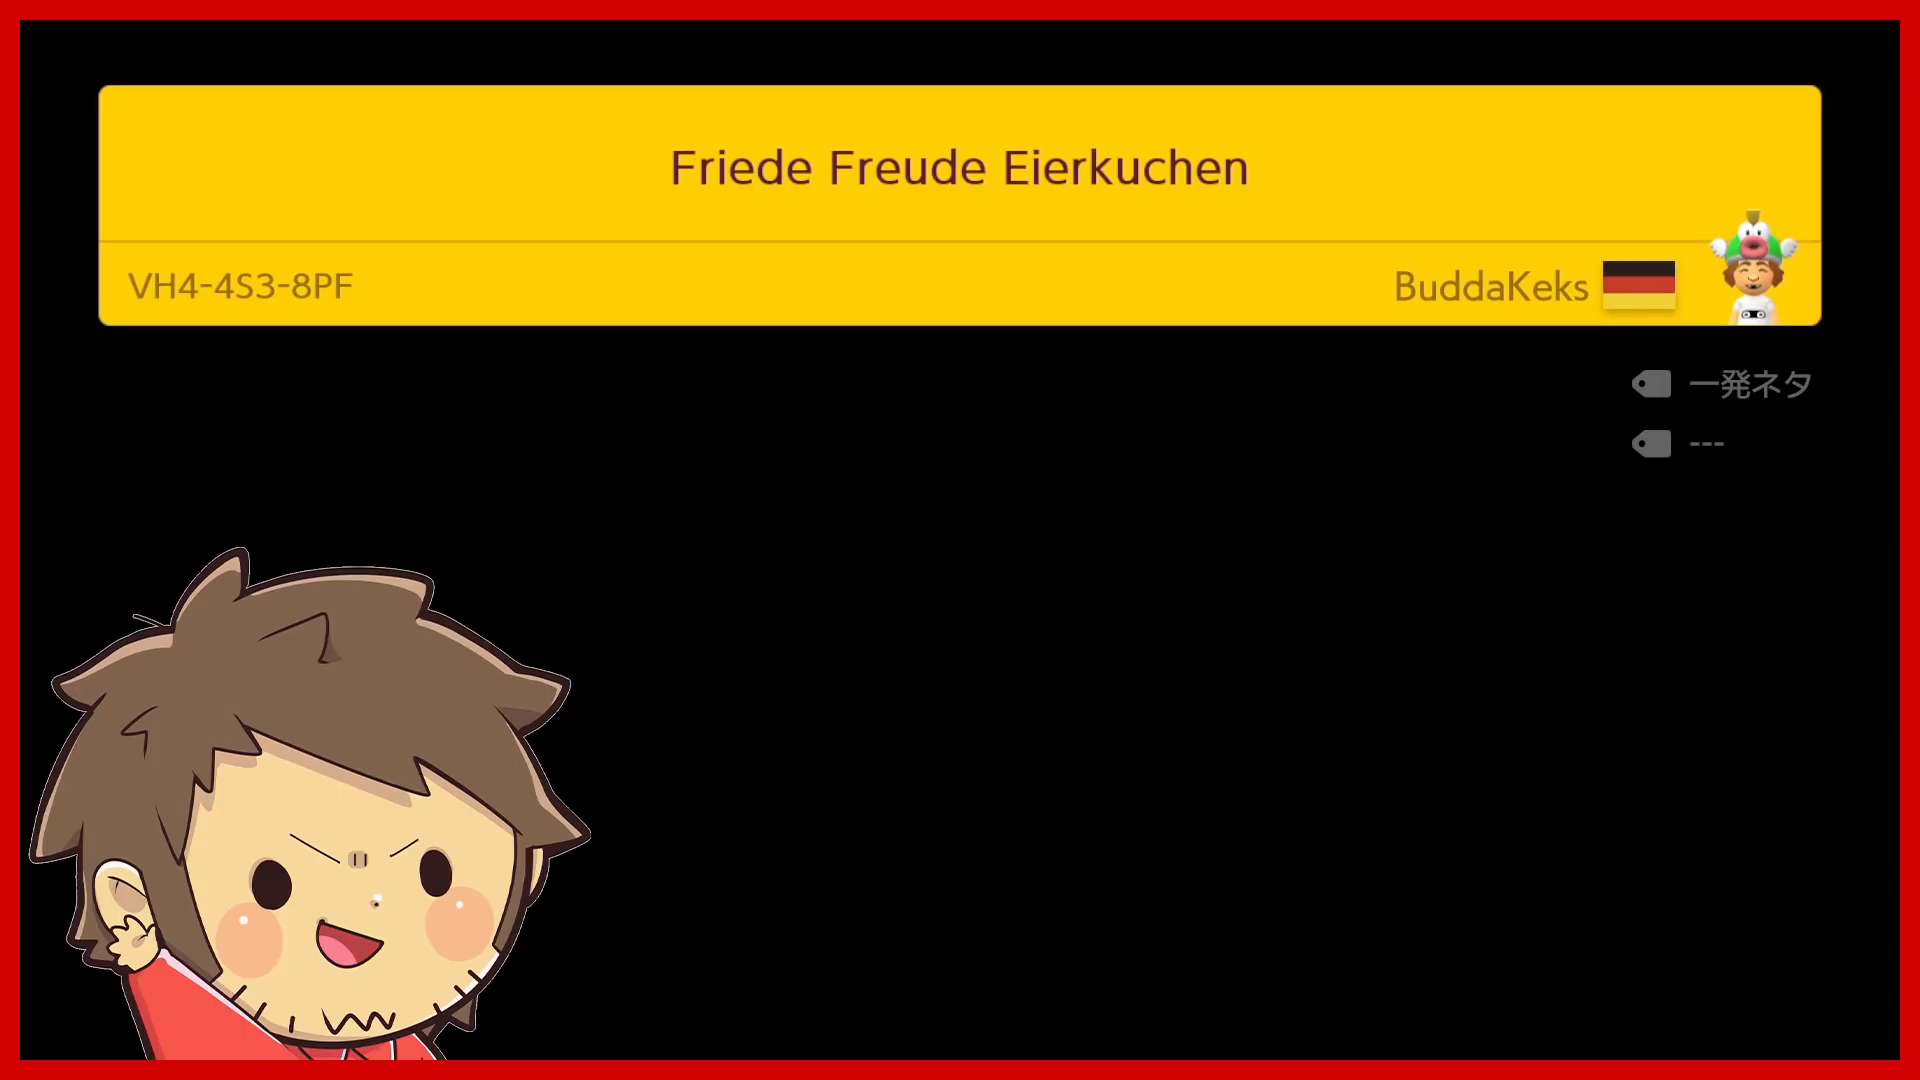 Friede Freude Eierkuchen
VH4-4S3-8PF
BuddaKeks
一発ネタ
---